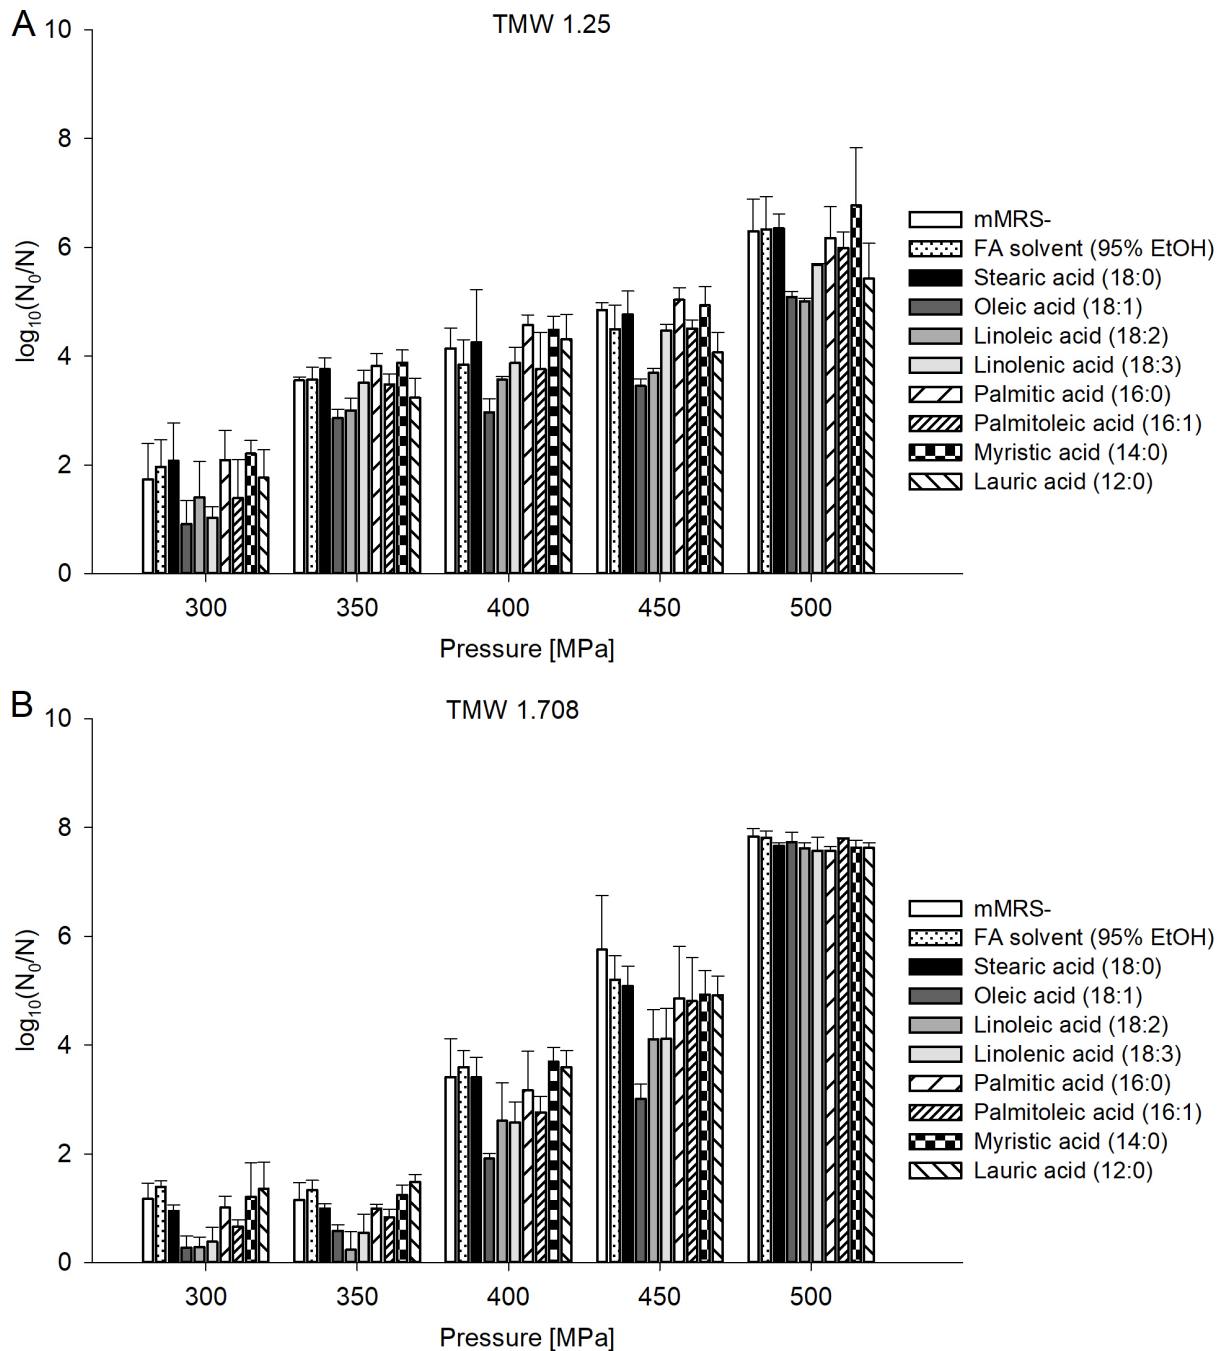 A
TMW 1.25
10
8
6
4
2
0
log10(N0/N)
300 350 400 450 500
Pressure [MPa]
mMRS-
FA solvent (95% EtOH)
Stearic acid (18:0)
Oleic acid (18:1)
Linoleic acid (18:2)
Linolenic acid (18:3)
Palmitic acid (16:0)
Palmitoleic acid (16:1)
Myristic acid (14:0)
Lauric acid (12:0)
B
TMW 1.708
10
8
6
4
2
0
log10(N0/N)
300 350 400 450 500
Pressure [MPa]
mMRS-
FA solvent (95% EtOH)
Stearic acid (18:0)
Oleic acid (18:1)
Linoleic acid (18:2)
Linolenic acid (18:3)
Palmitic acid (16:0)
Palmitoleic acid (16:1)
Myristic acid (14:0)
Lauric acid (12:0)